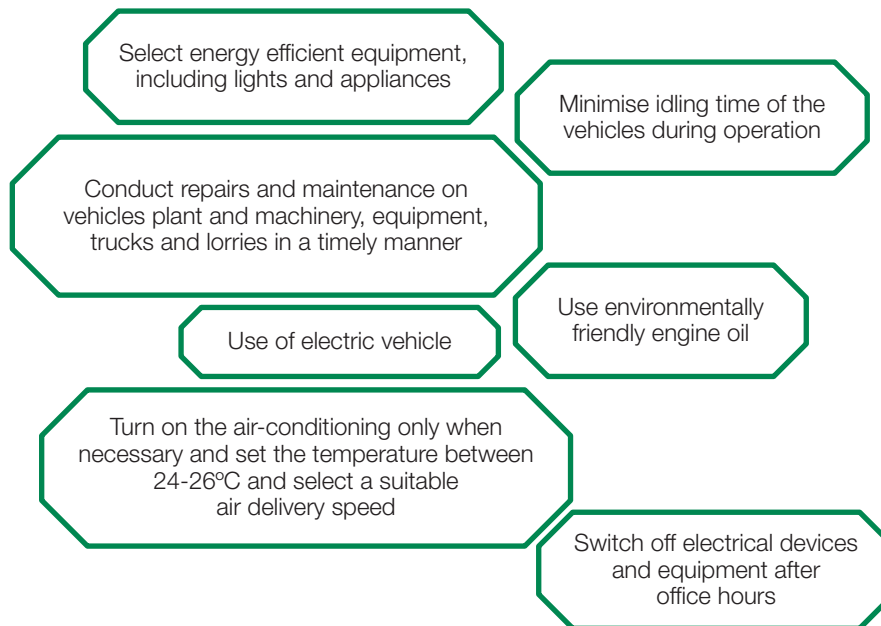 Select energy efficient equipment,
including lights and appliances
Minimise idling time of the
vehicles during operation
Conduct repairs and maintenance on
vehicles plant and machinery, equipment,
trucks and lorries in a timely manner
Use environmentally
friendly engine oil
Use of electric vehicle
Turn on the air-conditioning only when
necessary and set the temperature between
24-26ºC and select a suitable
air delivery speed
Switch off electrical devices
and equipment after
office hours